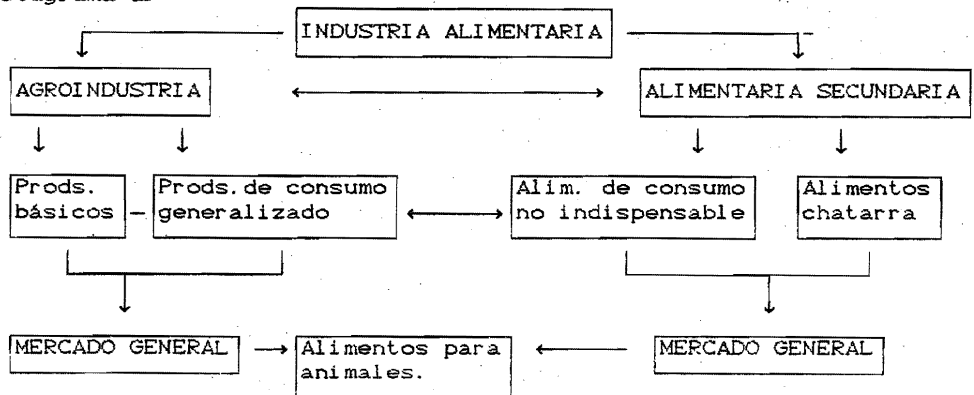 INDUSTRIA ALIMENTARIA
AGROINDUSTRIA
ALIMENTARIA SECUNDARIA
Prods.
básicos
Prods. de consumo
generalizado
Alim. de consumo
no indispensable
Alimentos
chatarra
MERCADO GENERAL
Alimentos para
animales.
MERCADO GENERAL